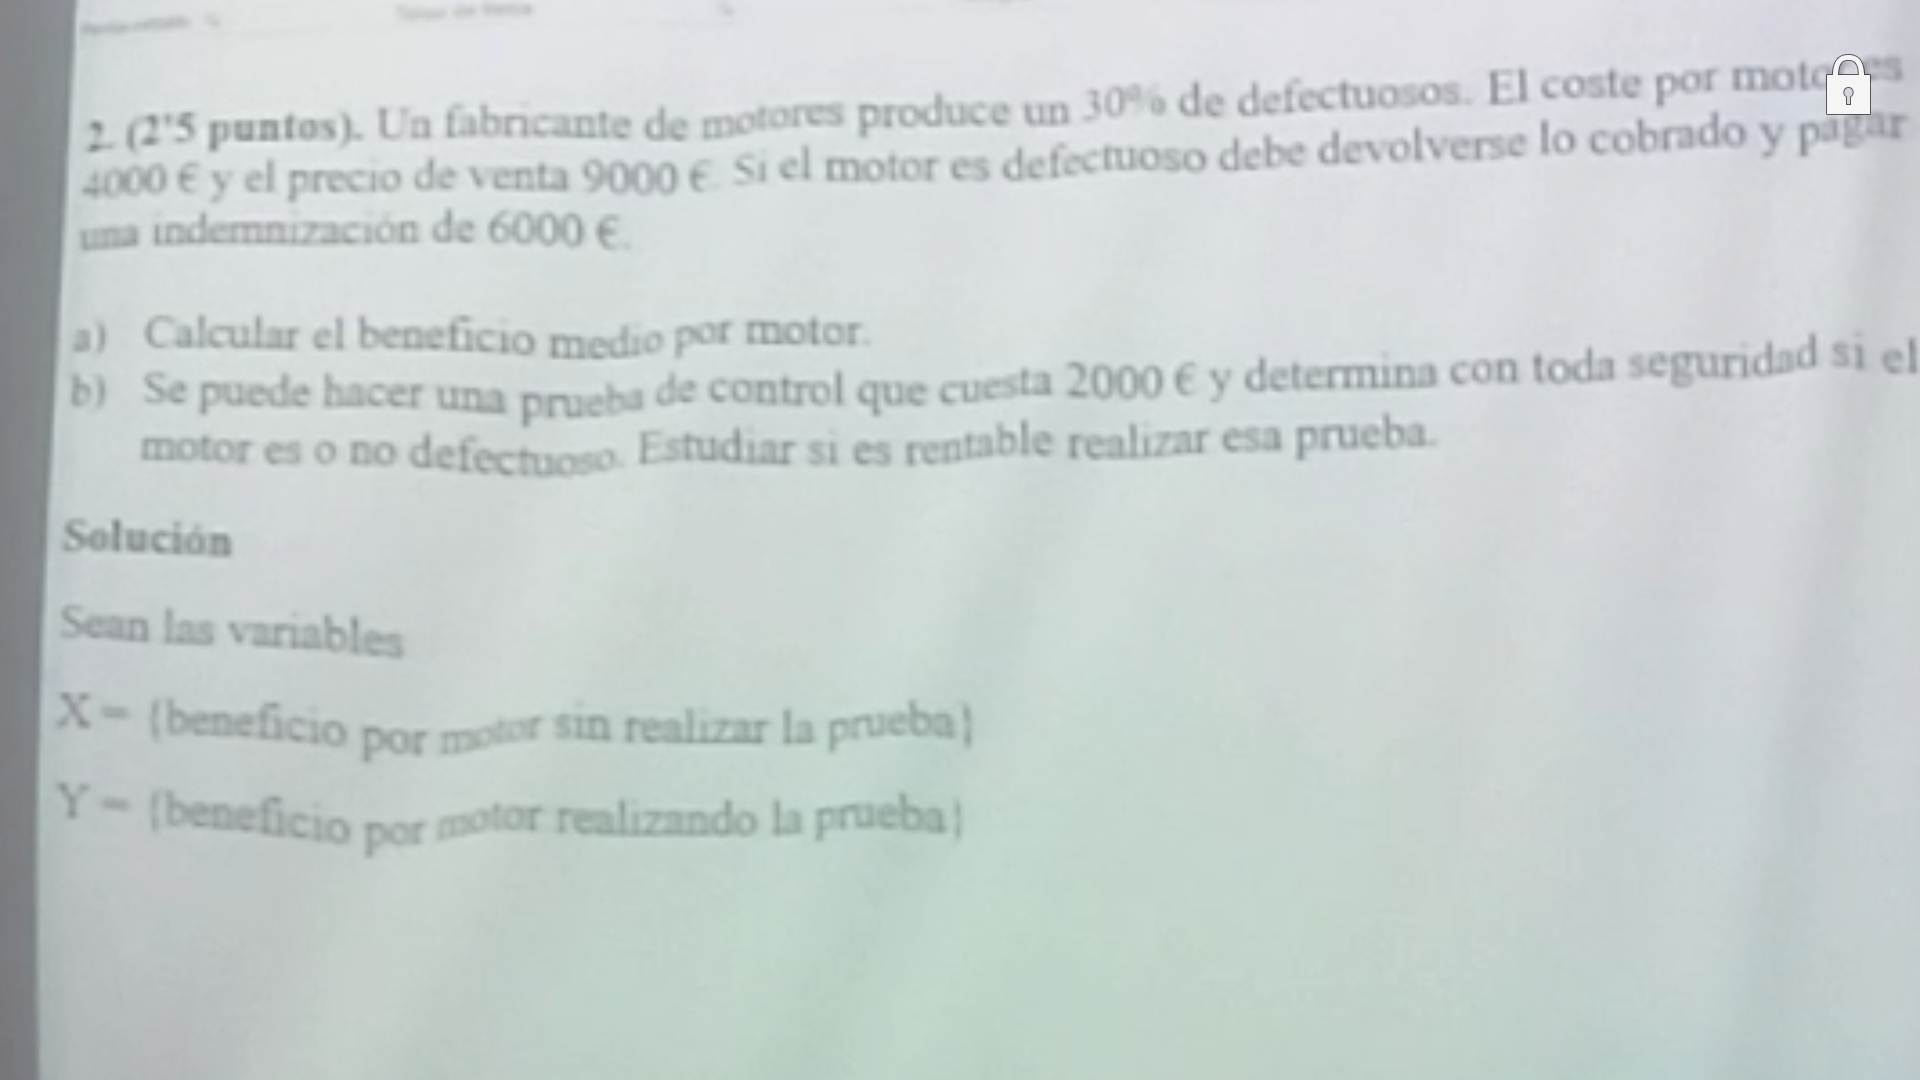 2. (2'5 puntos). Un fabricante de motores produce un 30% de defectuosos. El coste por motor es
4000 € y el precio de venta 9000 €. Si el motor es defectuoso debe devolverse lo cobrado y pagar
una indemnización de 6000 €.
a) Calcular el beneficio medio por motor.
b) Se puede hacer una prueba de control que cuesta 2000 € y determina con toda seguridad si el
motor es o no defectuoso. Estudiar si es rentable realizar esa prueba.
Solución
Sean las variables
X = {beneficio por motor sin realizar la prueba}
Y = {beneficio por motor realizando la prueba}